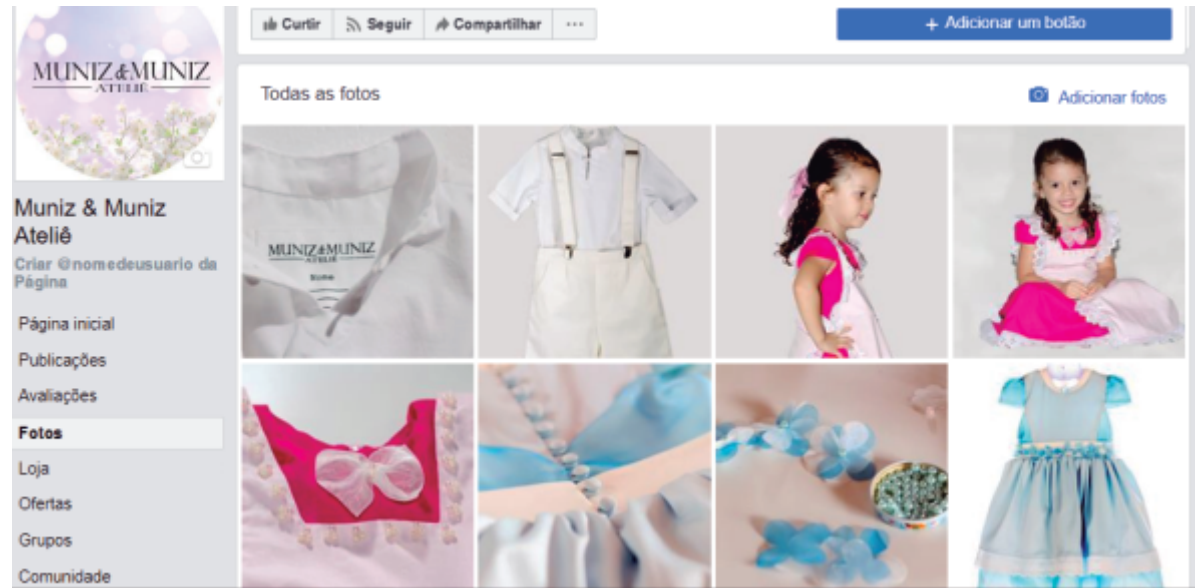 MUNIZ&MUNIZ
ATELIÊ
Muniz & Muniz
Ateliê
Criar @nomedeusuario da
Página
Página inicial
Publicações
Avaliações
Fotos
Loja
Ofertas
Grupos
Comunidade
Curtir Seguir Compartilhar ...
+ Adicionar um botão
Todas as fotos
Adicionar fotos
MUNIZ&MUNIZ
ATELIÊ
Nome